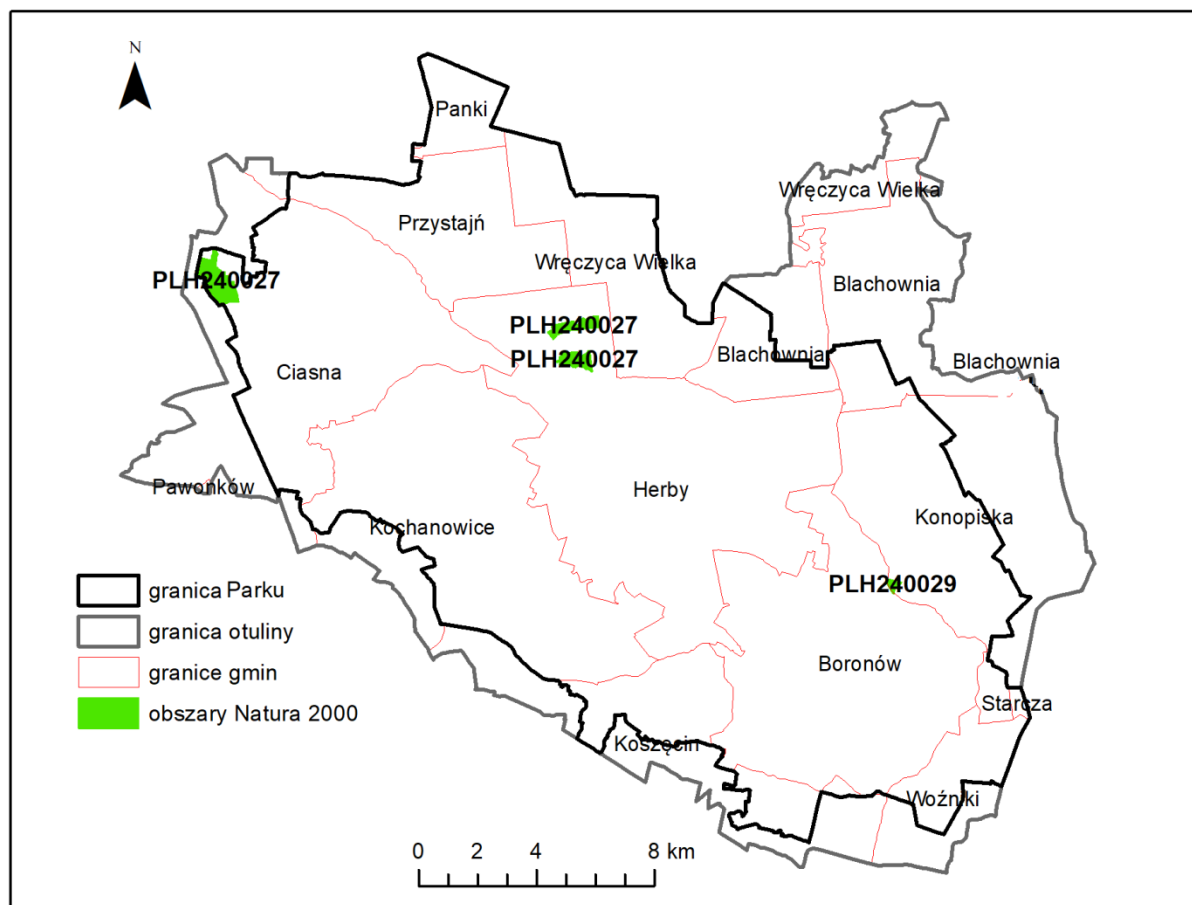 N
Panki
Wręczyca Wielka
Przystajń
Wręczyca Wielka
PLH240027
Blachownia
PLH240027
Blachownia
Blachownia
PLH240027
Ciasna
Pawonków
Herby
Kochanowice
Konopiska
PLH240029
granica Parku
granica otuliny
Boronów
granice gmin
Starcza
obszary Natura 2000
Koszęcin
Woźniki
0 2 4 8 km